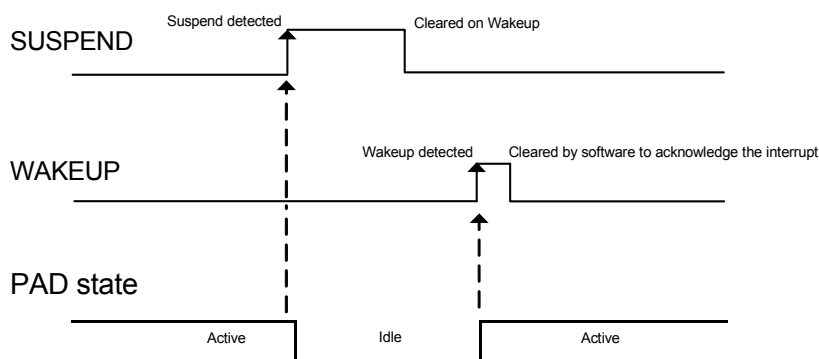 Suspend detected
Cleared on Wakeup
SUSPEND
Wakeup detected
Cleared by software to acknowledge the interrupt
WAKEUP
PAD state
Active
Idle
Active